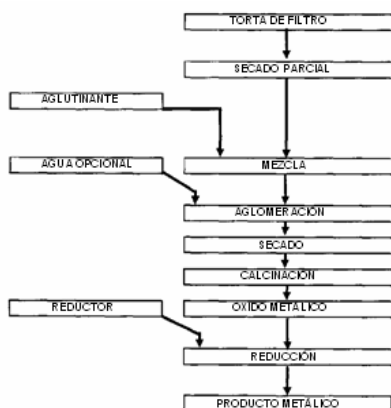 TORTA DE FILTRO
SECADO PARCIAL
AGLUTINANTE
AGUA OPCIONAL
MEZCLA
AGLOMERACIÓN
SECADO
CALCINACIÓN
REDUCTOR
OXIDO METÁLICO
REDUCCIÓN
PRODUCTO METÁLICO